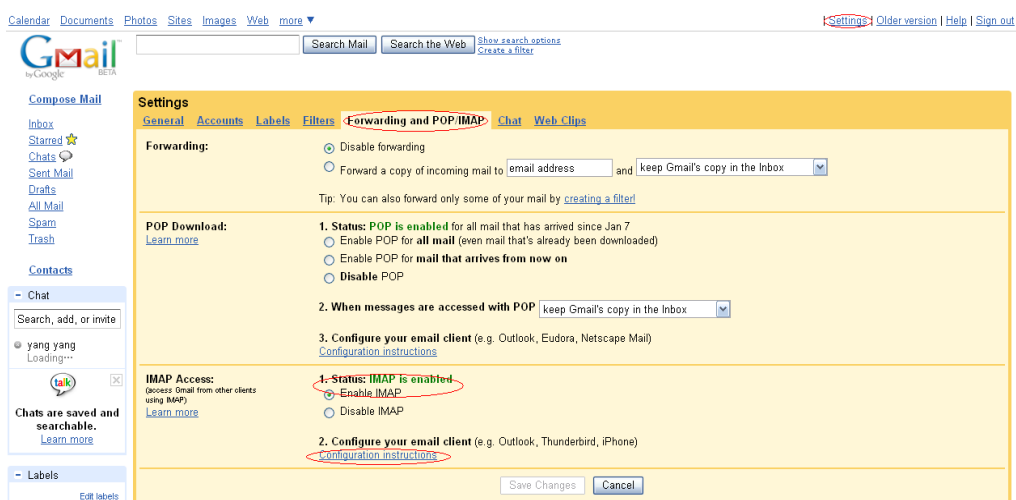 Calendar Documents Photos Sites Images Web more ▼
Settings | Older version | Help | Sign out
Gmail
by Google BETA
Search Mail Search the Web Show search options
Create a filter
Compose Mail
Inbox
Starred
Chats
Sent Mail
Drafts
All Mail
Spam
Trash
Contacts
− Chat
Search, add, or invite
yang yang
Loading...
talk
Chats are saved and
searchable.
Learn more
− Labels
Edit labels
Settings
General Accounts Labels Filters Forwarding and POP/IMAP Chat Web Clips
Forwarding:
Disable forwarding
Forward a copy of incoming mail to email address and keep Gmail's copy in the Inbox
Tip: You can also forward only some of your mail by creating a filter!
POP Download:
Learn more
1. Status: POP is enabled for all mail that has arrived since Jan 7
Enable POP for all mail (even mail that's already been downloaded)
Enable POP for mail that arrives from now on
Disable POP
2. When messages are accessed with POP keep Gmail's copy in the Inbox
3. Configure your email client (e.g. Outlook, Eudora, Netscape Mail)
Configuration instructions
IMAP Access:
(access Gmail from other clients
using IMAP)
Learn more
1. Status: IMAP is enabled
Enable IMAP
Disable IMAP
2. Configure your email client (e.g. Outlook, Thunderbird, iPhone)
Configuration instructions
Save Changes Cancel